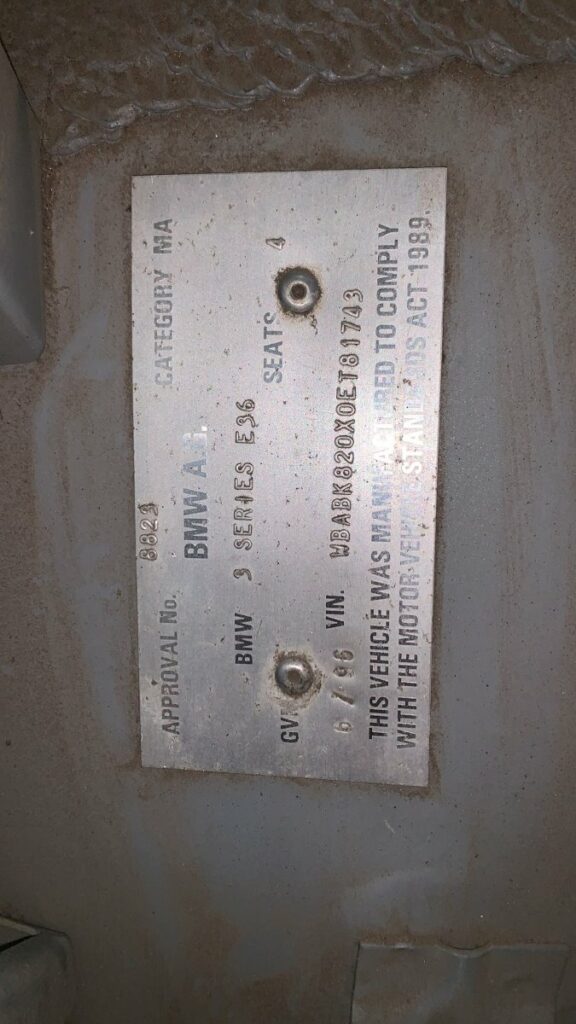 APPROVAL No. 8823 CATEGORY MA
BMW A.G.
BMW 3 SERIES E36
SEATS 4
6 / 96 VIN. WBABK820X0ET81743
THIS VEHICLE WAS MANUFACTURED TO COMPLY
WITH THE MOTOR VEHICLE STANDARDS ACT 1989.